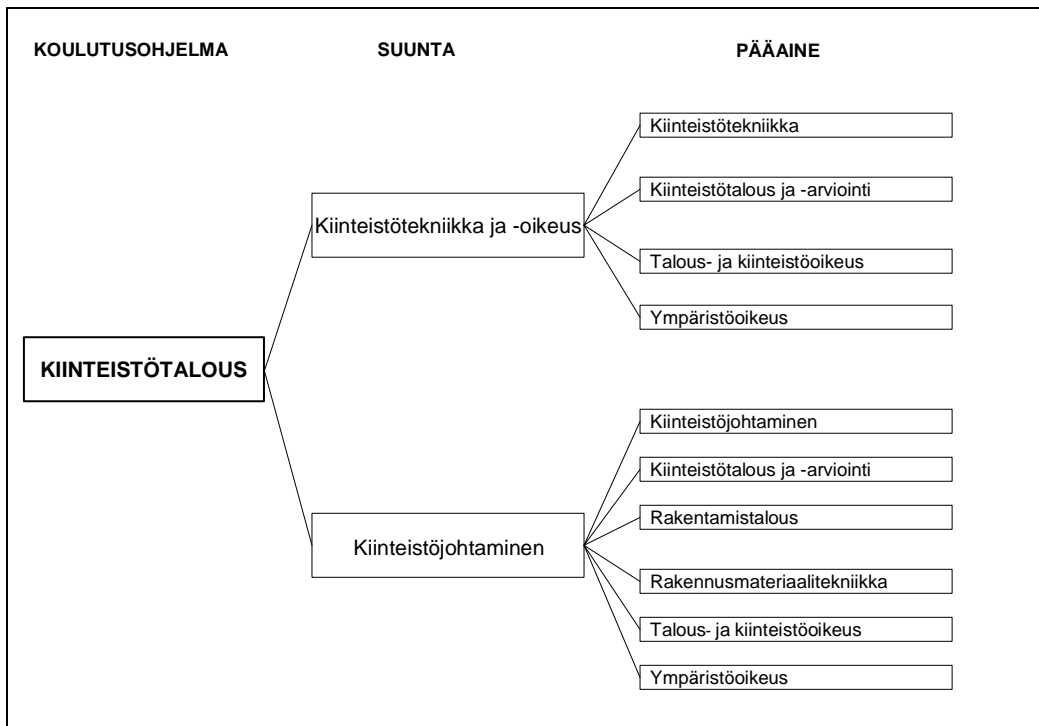 KOULUTUSOHJELMA
SUUNTA
PÄÄAINE
KIINTEISTÖTALOUS
Kiinteistötekniikka ja -oikeus
Kiinteistötekniikka
Kiinteistötalous ja -arviointi
Talous- ja kiinteistöoikeus
Ympäristöoikeus
Kiinteistöjohtaminen
Kiinteistöjohtaminen
Kiinteistötalous ja -arviointi
Rakentamistalous
Rakennusmateriaalitekniikka
Talous- ja kiinteistöoikeus
Ympäristöoikeus